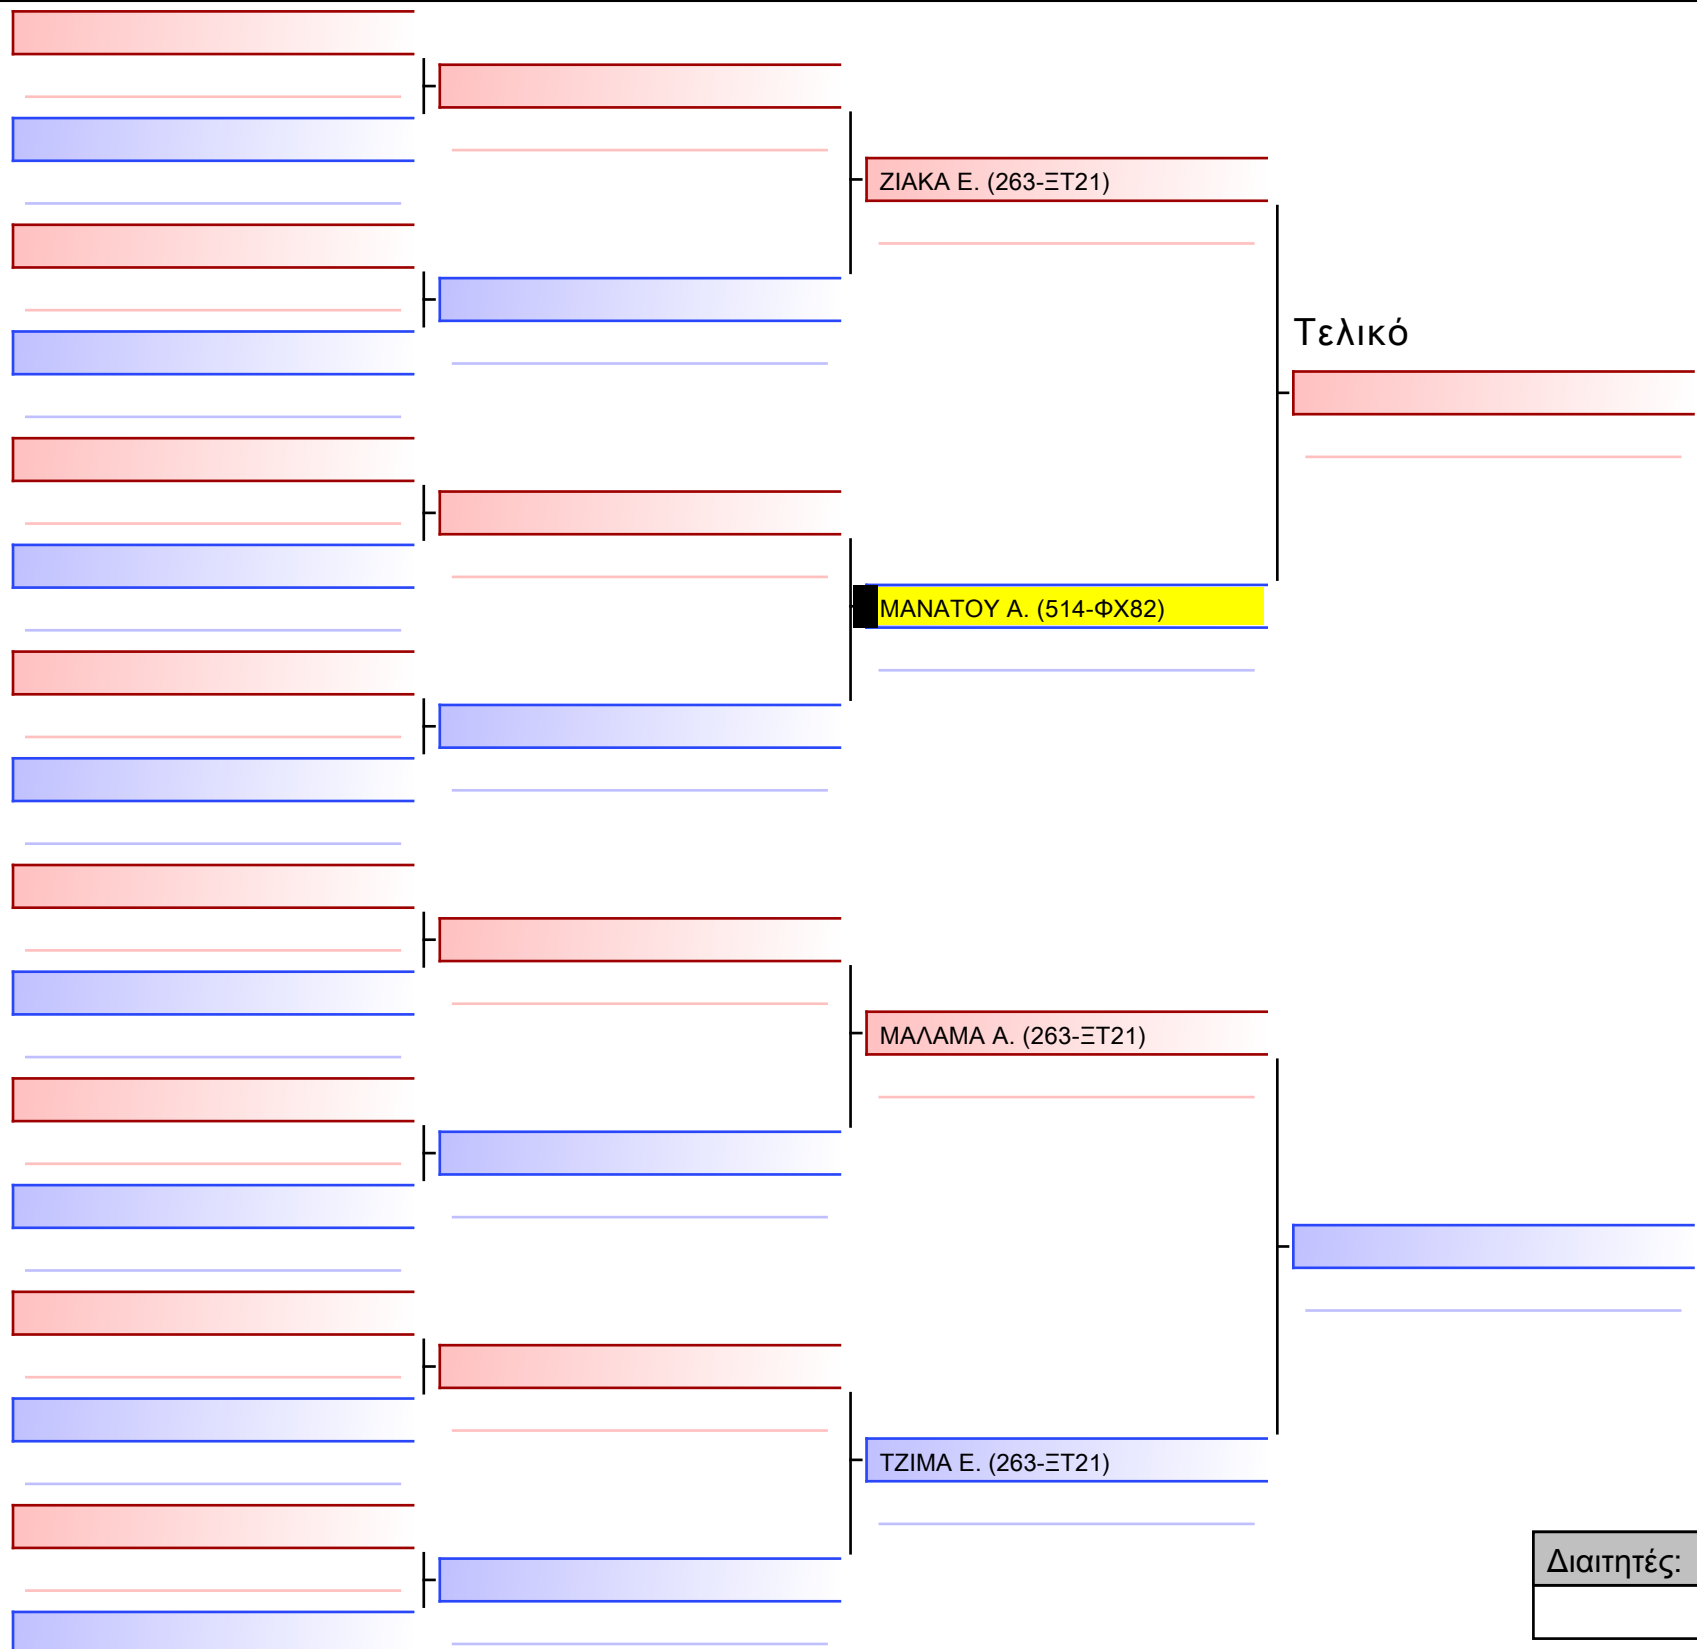 ΖΙΑΚΑ Ε. (263-ΞΤ21)
Τελικό
ΜΑΝΑΤΟΥ Α. (514-ΦΧ82)
ΜΑΛΑΜΑ Α. (263-ΞΤ21)
ΤΖΙΜΑ Ε. (263-ΞΤ21)
Διαιτητές: